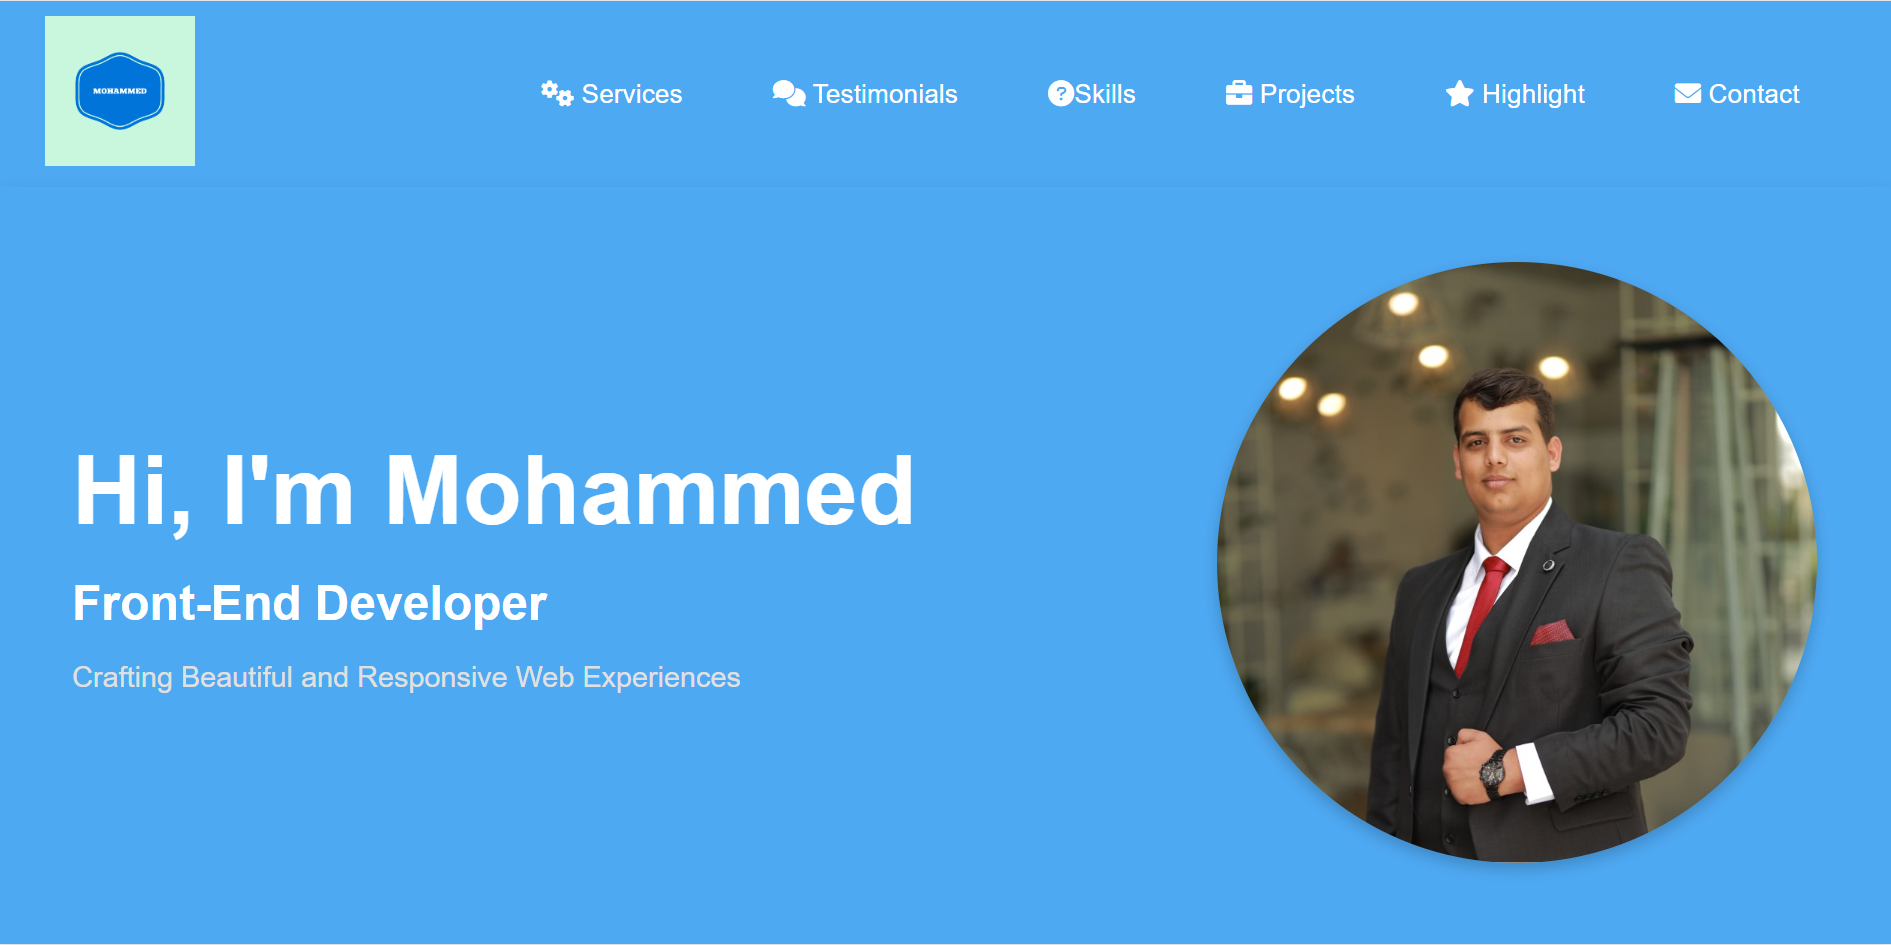 MOHAMMED
Services
Testimonials
Skills
Projects
Highlight
Contact
Hi, I'm Mohammed
Front-End Developer
Crafting Beautiful and Responsive Web Experiences